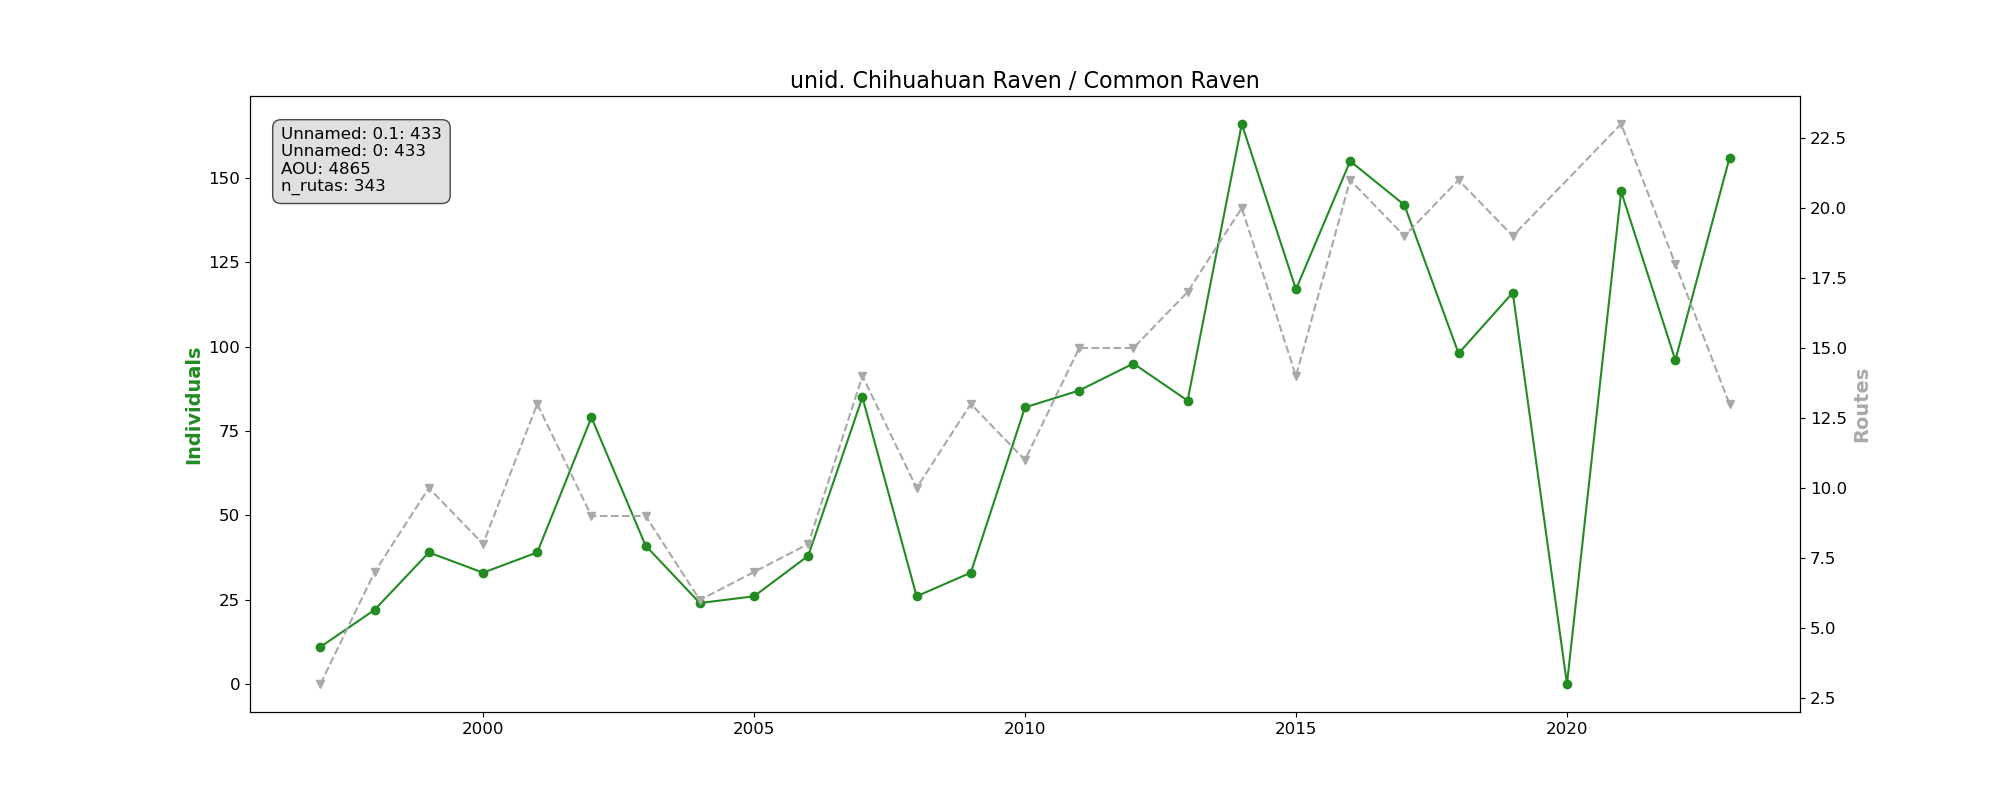 unid. Chihuahuan Raven / Common Raven
Unnamed: 0.1: 433
Unnamed: 0: 433
AOU: 4865
n_rutas: 343
Individuals
150
125
100
75
50
25
0
22.5
20.0
17.5
15.0
12.5
10.0
7.5
5.0
2.5
Routes
2000 2005 2010 2015 2020